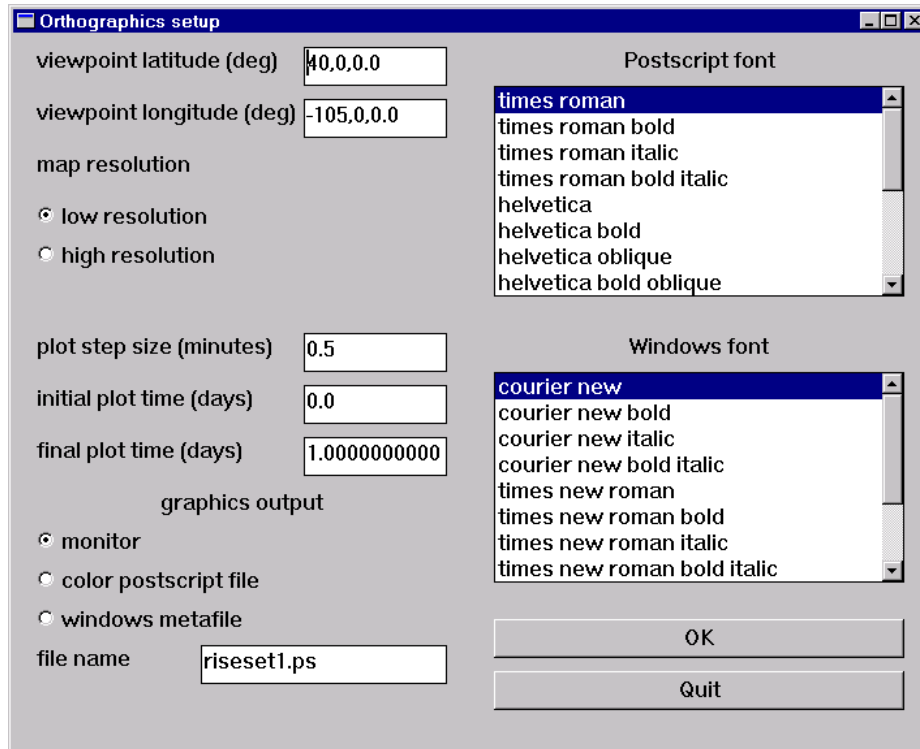 Orthographics setup
viewpoint latitude (deg)
40,0,0.0
viewpoint longitude (deg)
-105,0,0.0
map resolution
low resolution
high resolution
plot step size (minutes)
0.5
initial plot time (days)
0.0
final plot time (days)
1.0000000000
graphics output
monitor
color postscript file
windows metafile
file name
riseset1.ps
Postscript font
times roman
times roman bold
times roman italic
times roman bold italic
helvetica
helvetica bold
helvetica oblique
helvetica bold oblique
Windows font
courier new
courier new bold
courier new italic
courier new bold italic
times new roman
times new roman bold
times new roman italic
times new roman bold italic
OK
Quit